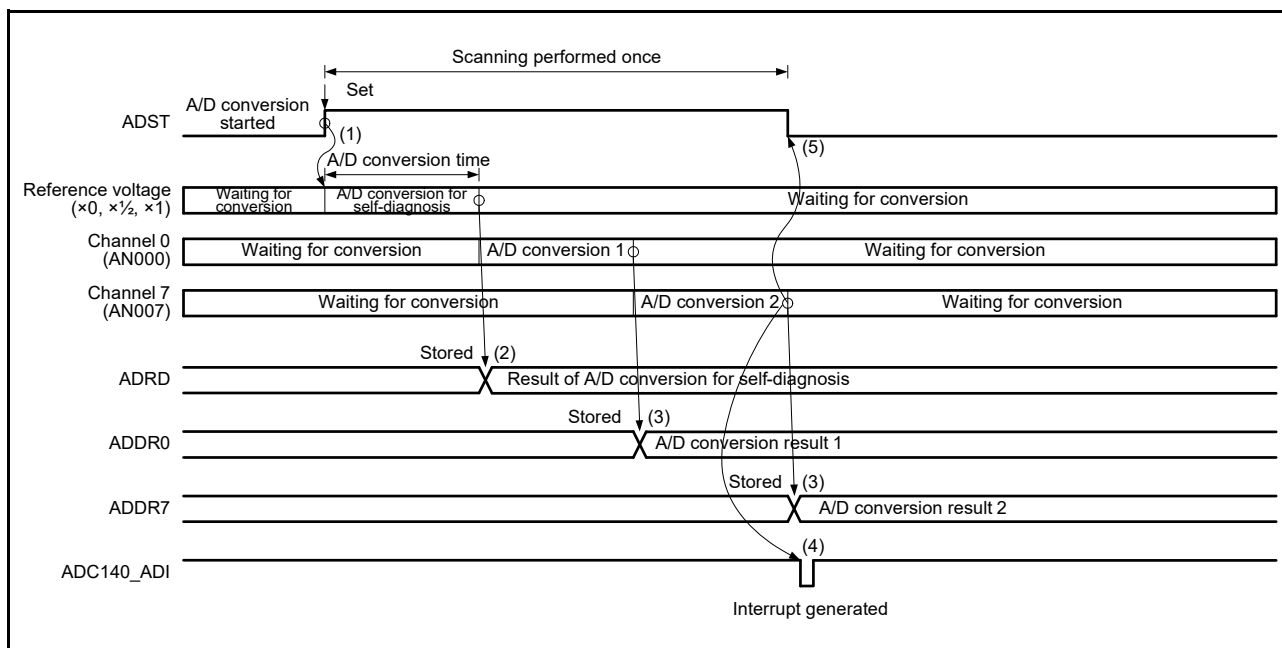 Scanning performed once
Set
A/D conversion
started
ADST
(1)
(5)
A/D conversion time
Reference voltage
(×0, ×½, ×1)
Waiting for
conversion
A/D conversion for
self-diagnosis
Waiting for conversion
Channel 0
(AN000)
Waiting for conversion
A/D conversion 1
Waiting for conversion
Channel 7
(AN007)
Waiting for conversion
A/D conversion 2
Waiting for conversion
Stored
(2)
ADRD
Result of A/D conversion for self-diagnosis
Stored
(3)
ADDR0
A/D conversion result 1
Stored
(3)
ADDR7
A/D conversion result 2
(4)
ADC140_ADI
Interrupt generated